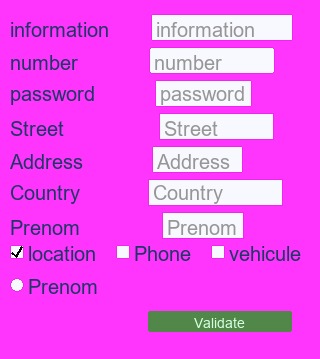 information information
number number
password password
Street Street
Address Address
Country Country
Prenom Prenom
location Phone vehicule
Prenom
Validate